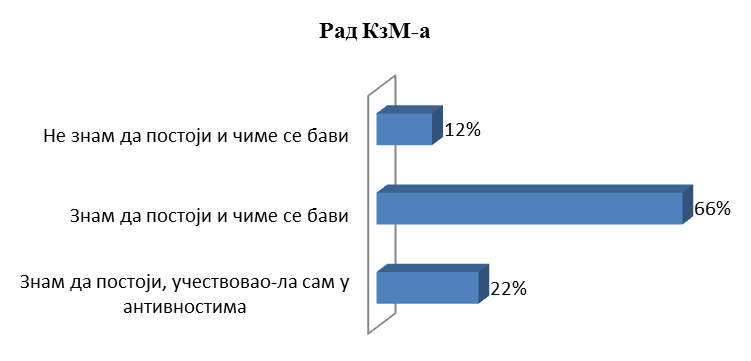 Рад КзМ-а
Не знам да постоји и чиме се бави
12%
Знам да постоји и чиме се бави
66%
Знам да постоји, учествовао-ла сам у
антивностима
22%